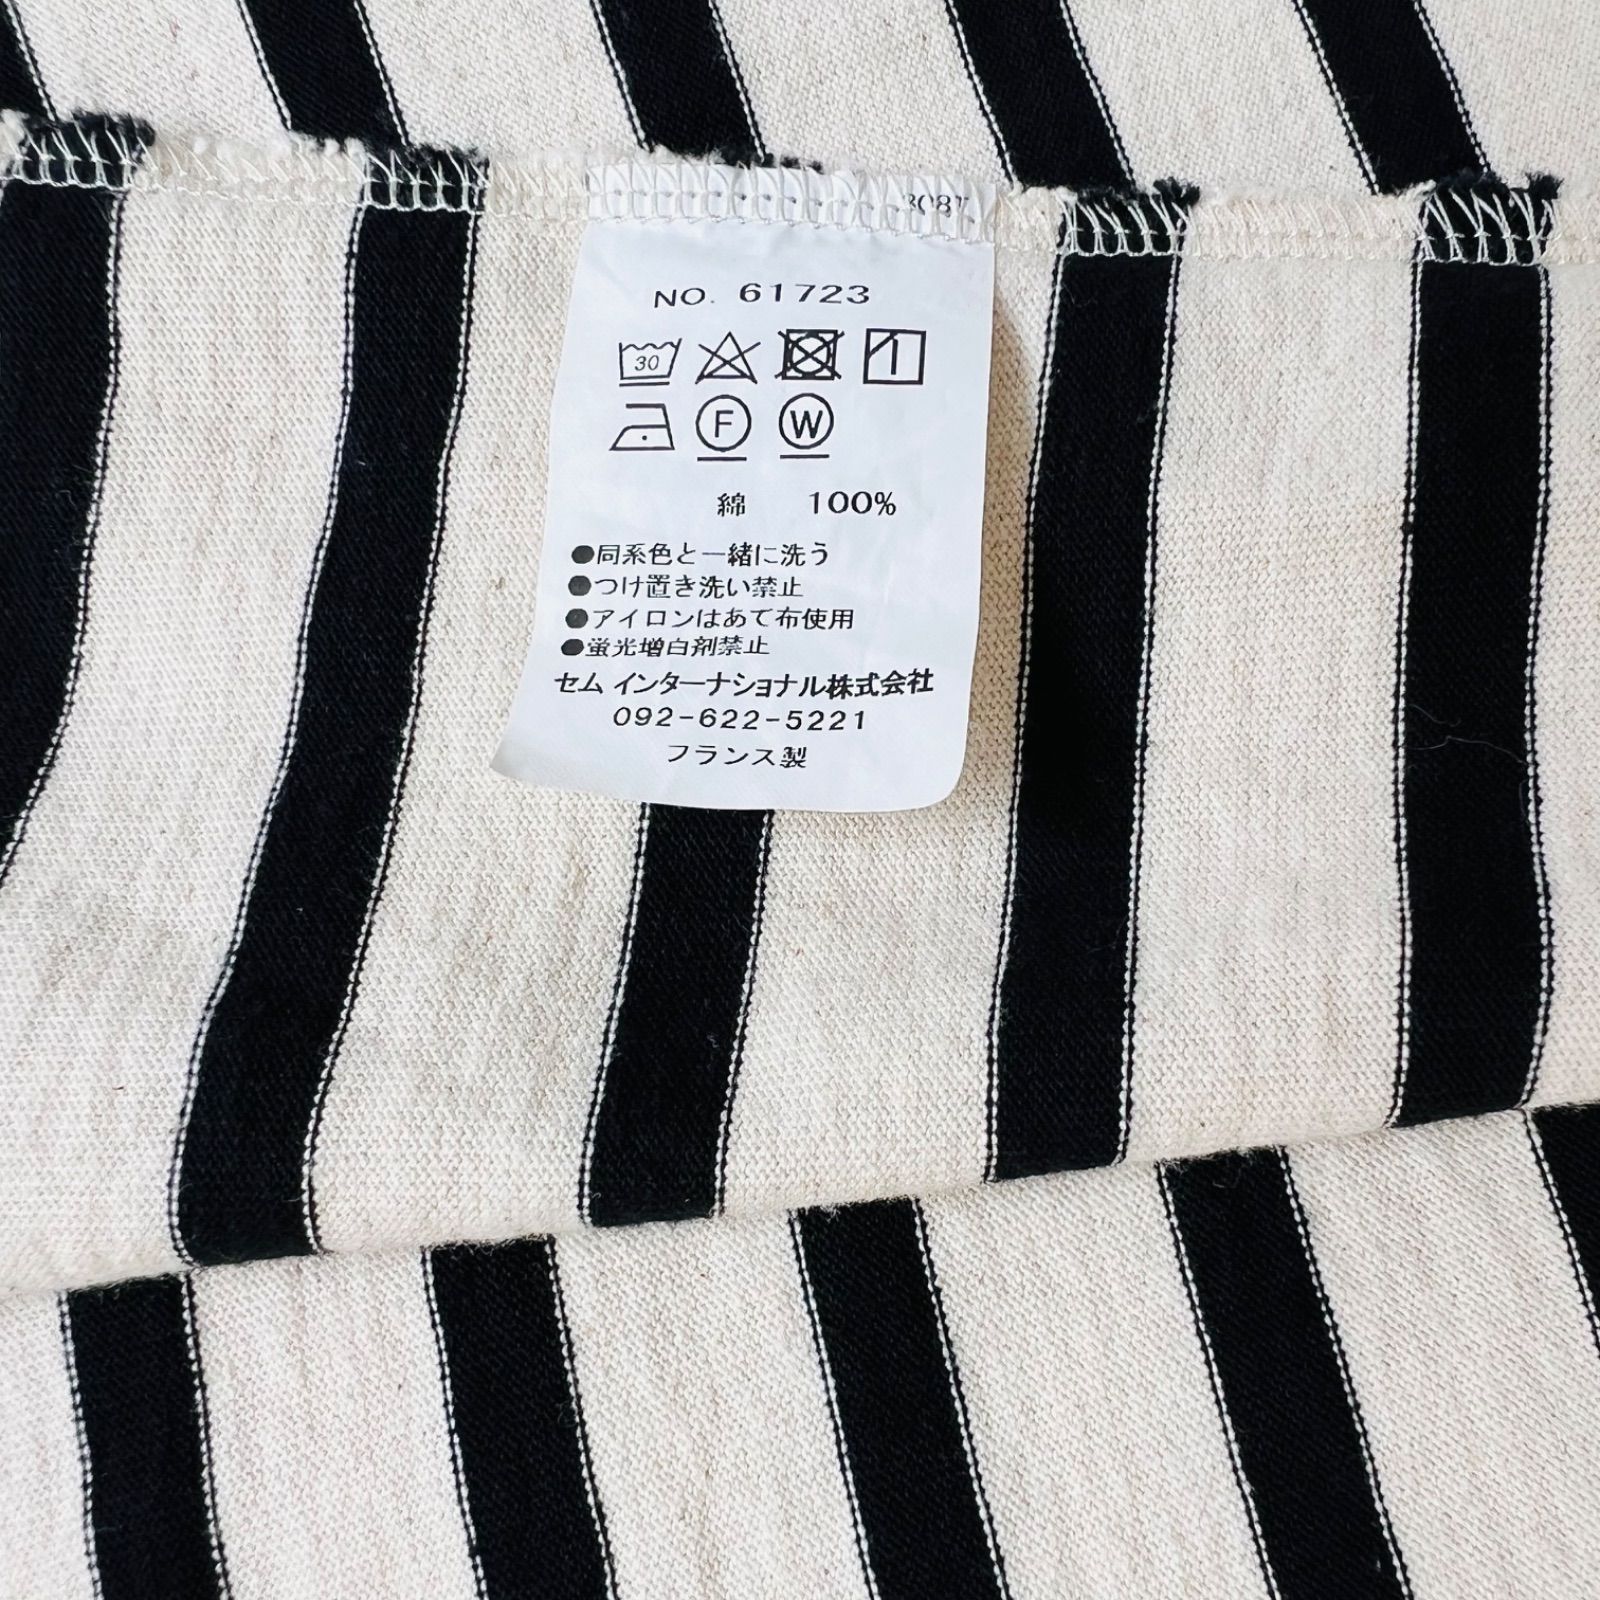 NO. 61723
30
F W
綿 100%
●同系色と一緒に洗う
●つけ置き洗い禁止
●アイロンはあて布使用
●蛍光増白剤禁止
セム インターナショナル株式会社
092-622-5221
フランス製